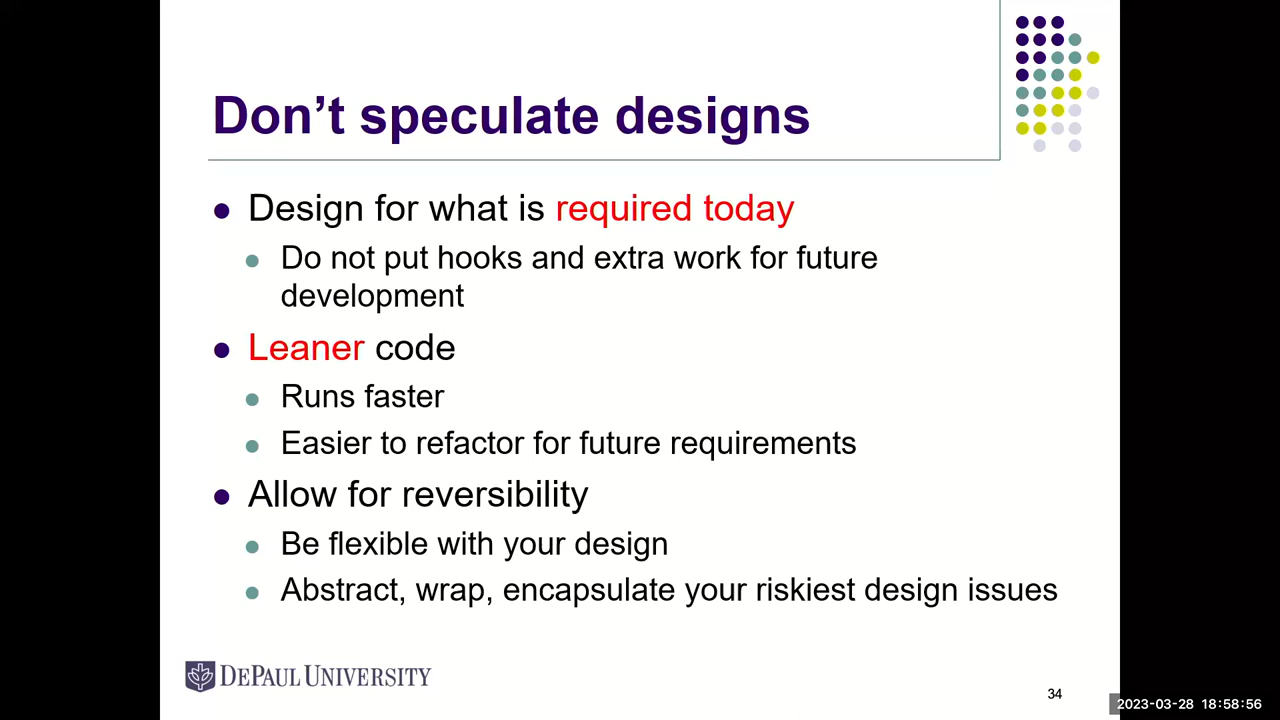 Don’t speculate designs
Design for what is required today
Do not put hooks and extra work for future
development
Leaner code
Runs faster
Easier to refactor for future requirements
Allow for reversibility
Be flexible with your design
Abstract, wrap, encapsulate your riskiest design issues
DEPAUL UNIVERSITY
34
2023-03-28 18:58:56